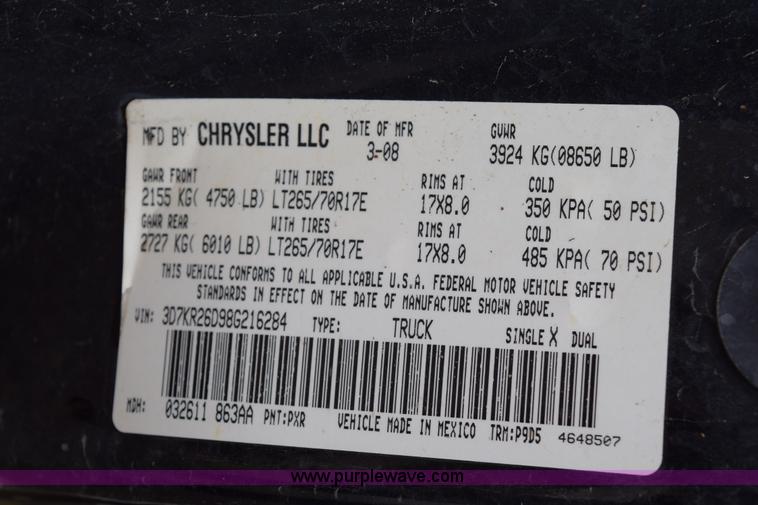 MFD BY CHRYSLER LLC DATE OF MFR GVWR
3-08 3924 KG(08650 LB)
GAWR FRONT WITH TIRES RIMS AT COLD
2155 KG( 4750 LB) LT265/70R17E 17X8.0 350 KPA( 50 PSI)
GAWR REAR WITH TIRES RIMS AT COLD
2727 KG( 6010 LB) LT265/70R17E 17X8.0 485 KPA( 70 PSI)
THIS VEHICLE CONFORMS TO ALL APPLICABLE U.S.A. FEDERAL MOTOR VEHICLE SAFETY
STANDARDS IN EFFECT ON THE DATE OF MANUFACTURE SHOWN ABOVE.
VIN: 3D7KR26D98G216284 TYPE: TRUCK SINGLE X DUAL
MDH: 032611 863AA PNT:PXR VEHICLE MADE IN MEXICO TRM:P9D5 4648507
www.purplewave.com